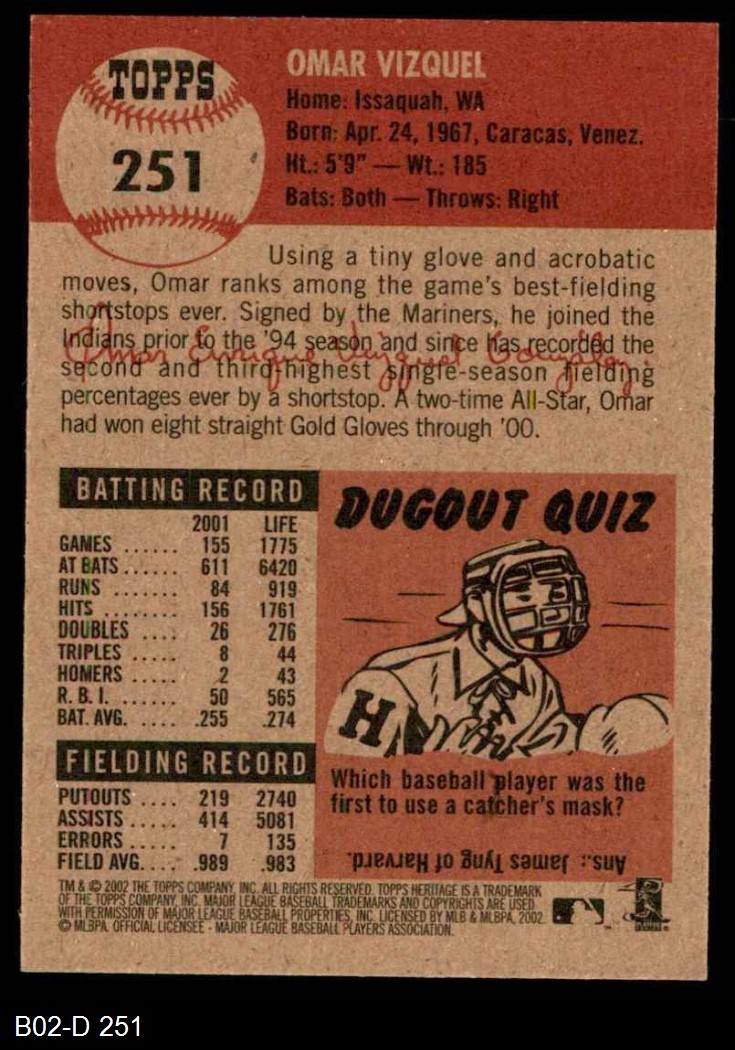 TOPPS
251
OMAR VIZQUEL
Home: Issaquah, WA
Born: Apr. 24, 1967, Caracas, Venez.
Ht.: 5'9" — Wt.: 185
Bats: Both — Throws: Right
Using a tiny glove and acrobatic
moves, Omar ranks among the game's best-fielding
shortstops ever. Signed by the Mariners, he joined the
Indians prior to the '94 season and since has recorded the
second and third-highest single-season fielding
percentages ever by a shortstop. A two-time All-Star, Omar
had won eight straight Gold Gloves through '00.
Omar Enrique Vizquel González
BATTING RECORD
2001 LIFE
GAMES ...... 155 1775
AT BATS...... 611 6420
RUNS ...... 84 919
HITS ........ 156 1761
DOUBLES .... 26 276
TRIPLES ..... 8 44
HOMERS ..... 2 43
R. B. I. ...... 50 565
BAT. AVG. .... .255 .274
FIELDING RECORD
PUTOUTS .... 219 2740
ASSISTS ..... 414 5081
ERRORS ..... 7 135
FIELD AVG. ... .989 .983
DUGOUT QUIZ
H
Which baseball player was the
first to use a catcher's mask?
Ans.: James Tyng of Harvard.
TM & © 2002 THE TOPPS COMPANY, INC. ALL RIGHTS RESERVED. TOPPS HERITAGE IS A TRADEMARK
OF THE TOPPS COMPANY, INC. MAJOR LEAGUE BASEBALL TRADEMARKS AND COPYRIGHTS ARE USED
WITH PERMISSION OF MAJOR LEAGUE BASEBALL PROPERTIES, INC. LICENSED BY MLB & MLBPA, 2002
© MLBPA. OFFICIAL LICENSEE - MAJOR LEAGUE BASEBALL PLAYERS ASSOCIATION.
B02-D 251